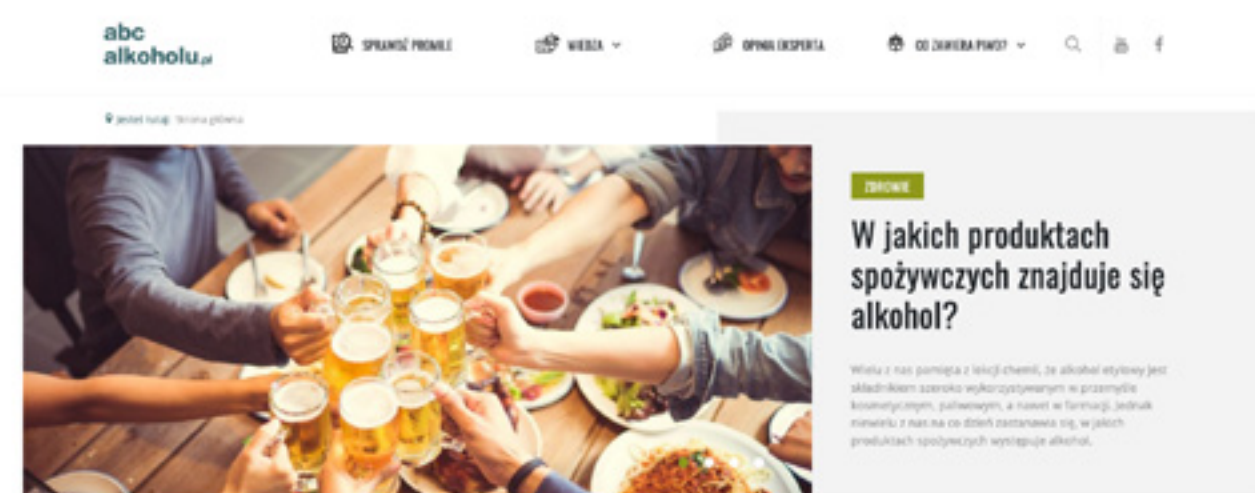 abc
alkoholu.pl
SPRAWDŹ PROMILE
WIEDZA
OPINIA EKSPERTA
CO ZAWIERA PIWO?
Jesteś tutaj: Strona główna
ZDROWIE
W jakich produktach
spożywczych znajduje się
alkohol?
Wielu z nas pamięta z lekcji chemii, że alkohol etylowy jest
składnikiem szeroko wykorzystywanym w przemyśle
kosmetycznym, paliwowym, a nawet w farmacji. Jednak
niewielu z nas na co dzień zastanawia się, w jakich
produktach spożywczych występuje alkohol.